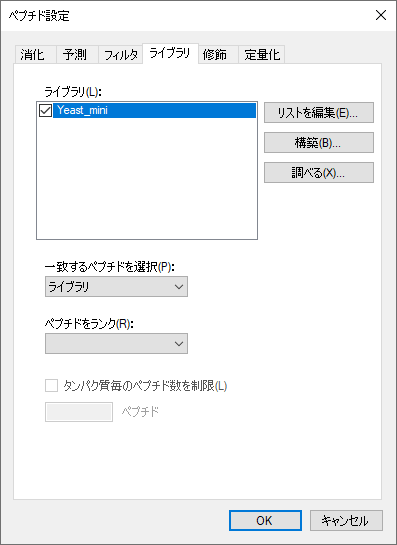 ペプチド設定
消化 予測 フィルタ ライブラリ 修飾 定量化
ライブラリ(L):
Yeast_mini
リストを編集(E)...
構築(B)...
調べる(X)...
一致するペプチドを選択(P):
ライブラリ
ペプチドをランク(R):
タンパク質毎のペプチド数を制限(L)
ペプチド
OK キャンセル